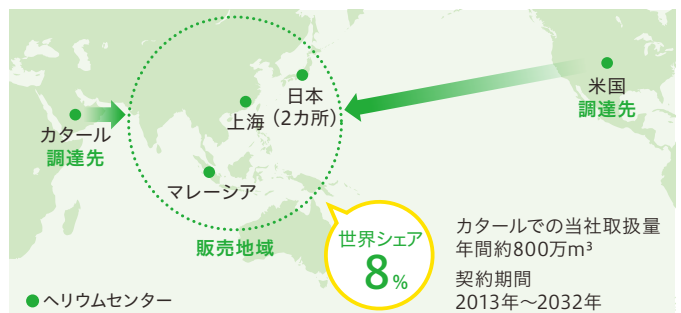 日本
(2カ所)
上海
米国
調達先
カタール
調達先
マレーシア
販売地域
世界シェア
8%
カタールでの当社取扱量
年間約800万m³
契約期間
2013年～2032年
ヘリウムセンター